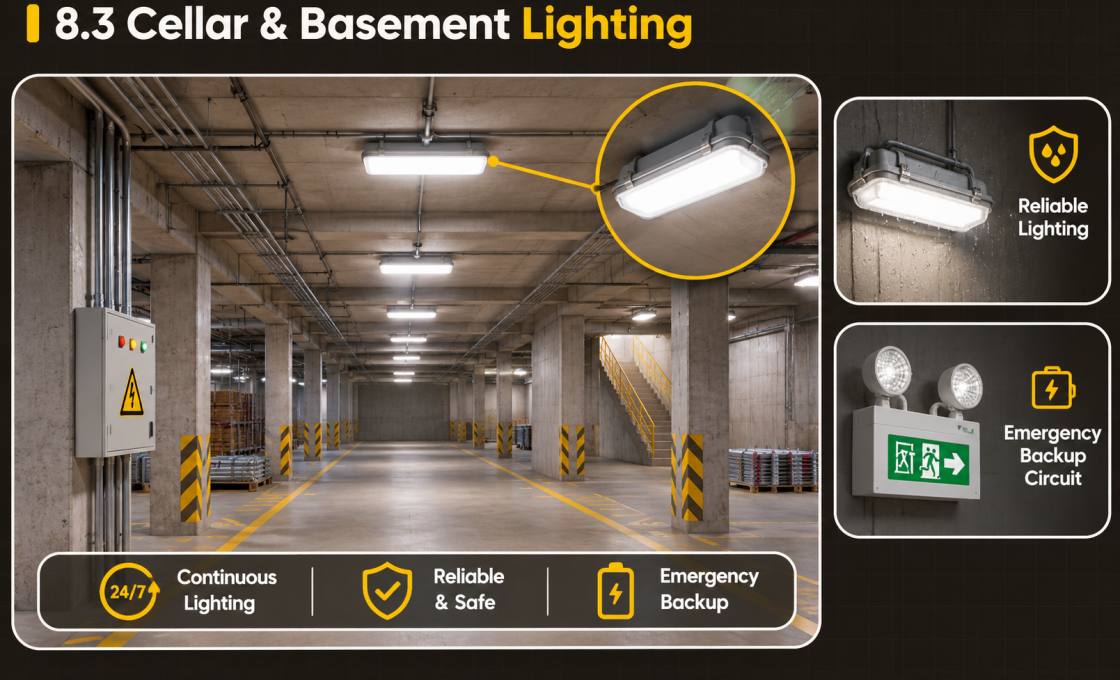 8.3 Cellar & Basement Lighting
24/7
Continuous
Lighting
Reliable
& Safe
Emergency
Backup
Reliable
Lighting
Emergency
Backup
Circuit